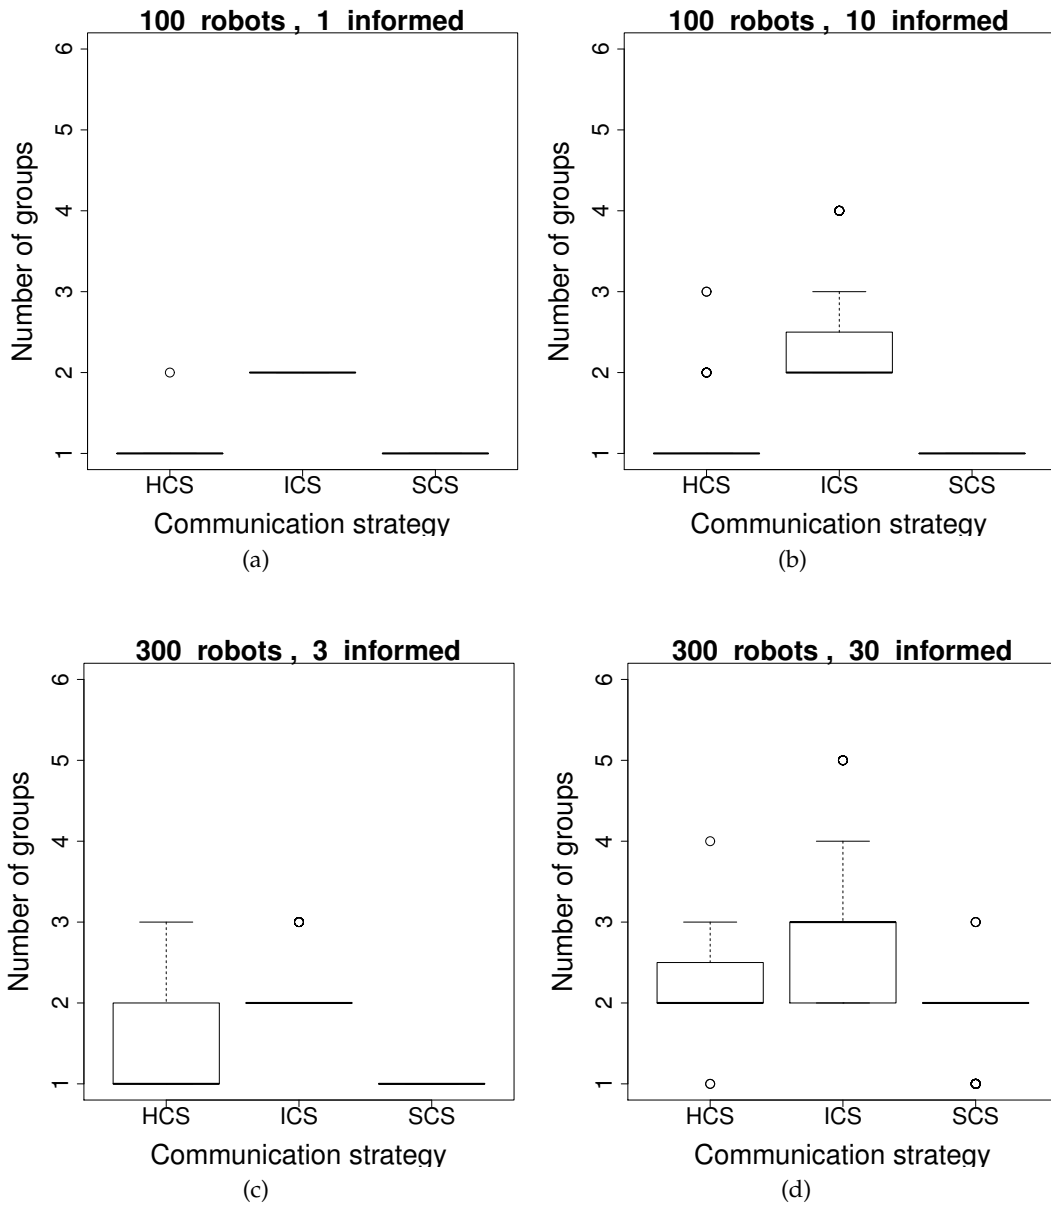 100 robots , 1 informed
Number of groups
6
5
4
3
2
1
HCS ICS SCS
Communication strategy
(a)
100 robots , 10 informed
Number of groups
6
5
4
3
2
1
HCS ICS SCS
Communication strategy
(b)
300 robots , 3 informed
Number of groups
6
5
4
3
2
1
HCS ICS SCS
Communication strategy
(c)
300 robots , 30 informed
Number of groups
6
5
4
3
2
1
HCS ICS SCS
Communication strategy
(d)